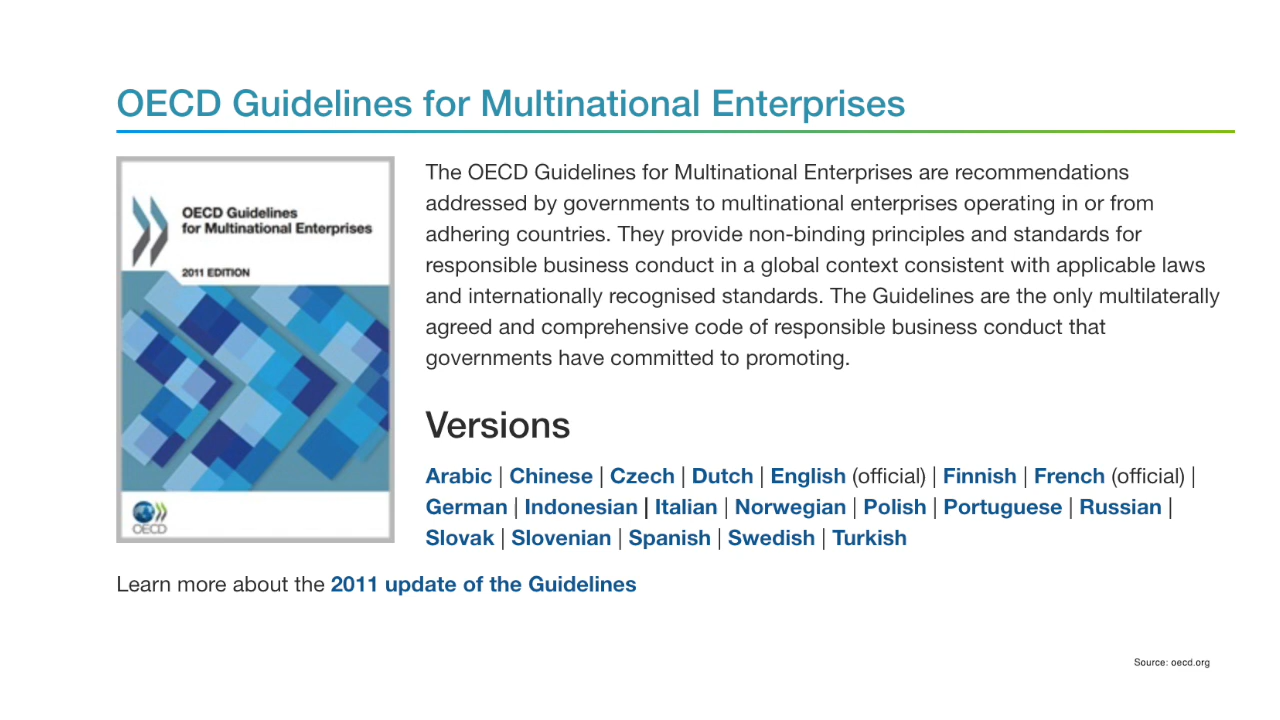 OECD Guidelines for Multinational Enterprises
OECD Guidelines
for Multinational Enterprises
2011 EDITION
OECD
The OECD Guidelines for Multinational Enterprises are recommendations
addressed by governments to multinational enterprises operating in or from
adhering countries. They provide non-binding principles and standards for
responsible business conduct in a global context consistent with applicable laws
and internationally recognised standards. The Guidelines are the only multilaterally
agreed and comprehensive code of responsible business conduct that
governments have committed to promoting.
Versions
Arabic | Chinese | Czech | Dutch | English (official) | Finnish | French (official) |
German | Indonesian | Italian | Norwegian | Polish | Portuguese | Russian |
Slovak | Slovenian | Spanish | Swedish | Turkish
Learn more about the 2011 update of the Guidelines
Source: oecd.org